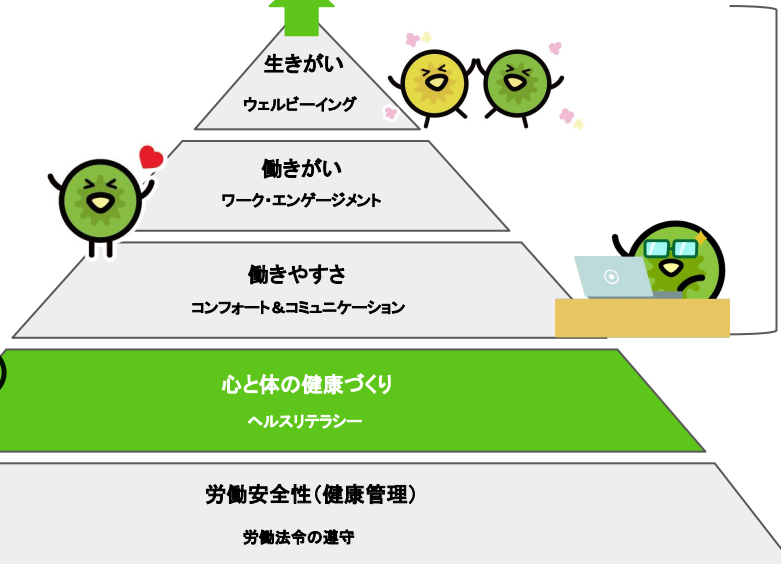 生きがい
ウェルビーイング
働きがい
ワーク・エンゲージメント
働きやすさ
コンフォート&コミュニケーション
心と体の健康づくり
ヘルスリテラシー
労働安全性（健康管理）
労働法令の遵守